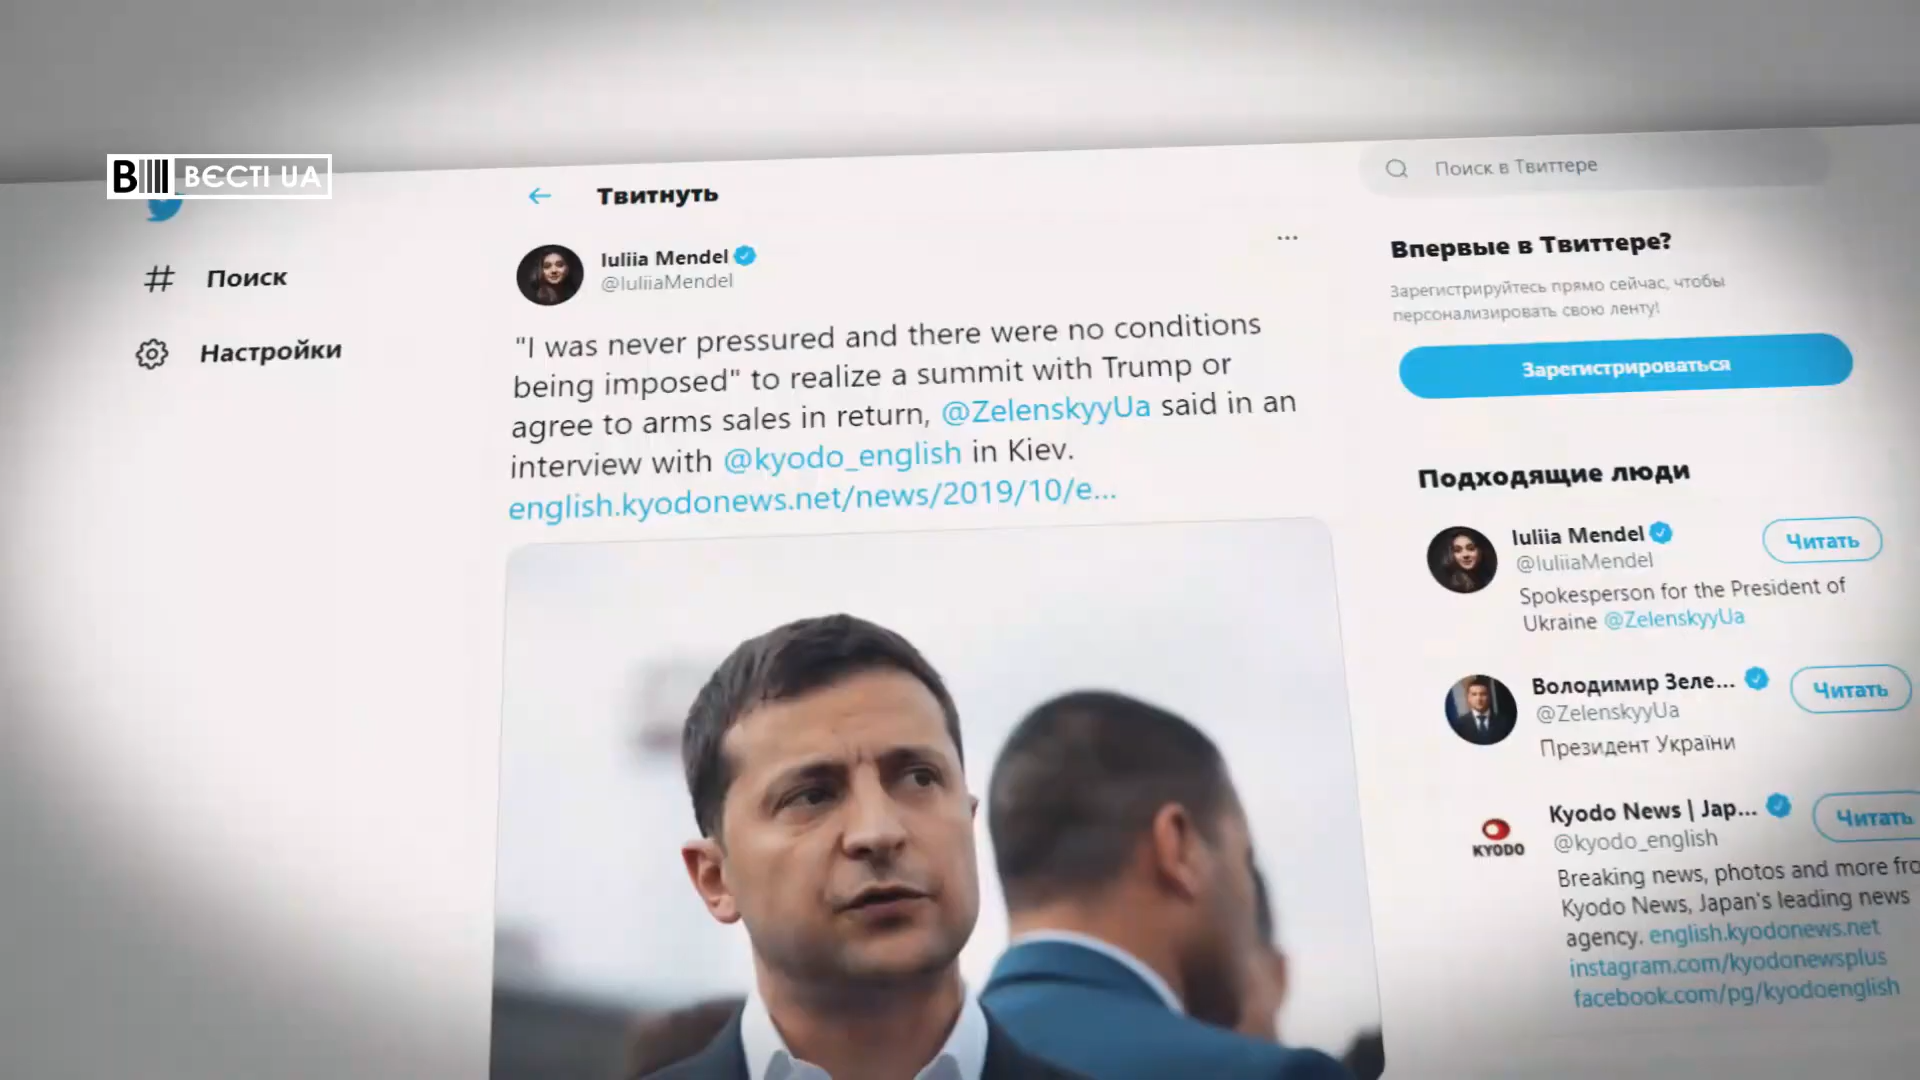 В ВЄСТІ UA
Твитнуть
Поиск в Твиттере
Поиск
Настройки
Iuliia Mendel
@IuliiaMendel
"I was never pressured and there were no conditions
being imposed" to realize a summit with Trump or
agree to arms sales in return, @ZelenskyyUa said in an
interview with @kyodo_english in Kiev.
english.kyodonews.net/news/2019/10/e...
Впервые в Твиттере?
Зарегистрируйтесь прямо сейчас, чтобы
персонализировать свою ленту!
Зарегистрироваться
Подходящие люди
Iuliia Mendel
Читать
@IuliiaMendel
Spokesperson for the President of
Ukraine @ZelenskyyUa
Володимир Зеле...
Читать
@ZelenskyyUa
Президент України
KYODO
Kyodo News | Jap...
Читать
@kyodo_english
Breaking news, photos and more fro
Kyodo News, Japan's leading news
agency. english.kyodonews.net
instagram.com/kyodonewsplus
facebook.com/pg/kyodoenglish